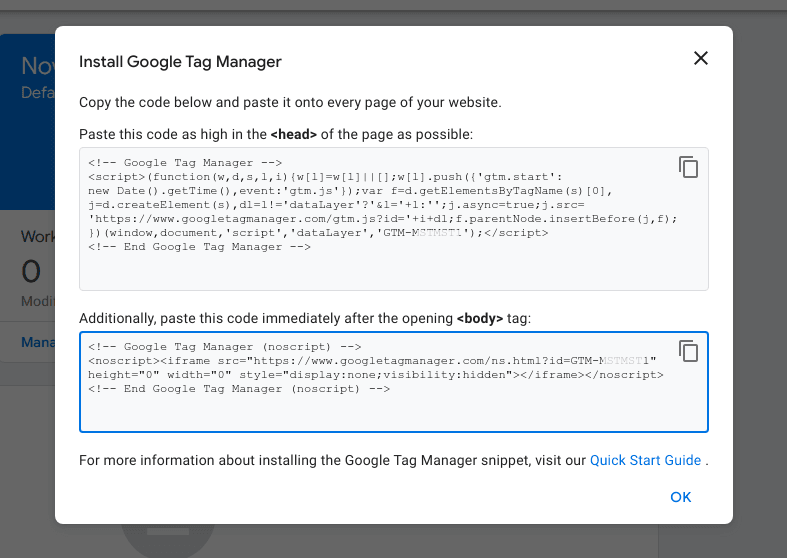 Install Google Tag Manager
Copy the code below and paste it onto every page of your website.
Paste this code as high in the <head> of the page as possible:
<!-- Google Tag Manager -->
<script>(function(w,d,s,l,i){w[l]=w[l]||[];w[l].push({'gtm.start':
new Date().getTime(),event:'gtm.js'});var f=d.getElementsByTagName(s)[0],
j=d.createElement(s),dl=l!='dataLayer'?'&l='+l:'';j.async=true;j.src=
'https://www.googletagmanager.com/gtm.js?id='+i+dl;f.parentNode.insertBefore(j,f);
})(window,document,'script','dataLayer','GTM-MSTMST1');</script>
<!-- End Google Tag Manager -->
Additionally, paste this code immediately after the opening <body> tag:
<!-- Google Tag Manager (noscript) -->
<noscript><iframe src="https://www.googletagmanager.com/ns.html?id=GTM-MSTMST1"
height="0" width="0" style="display:none;visibility:hidden"></iframe></noscript>
<!-- End Google Tag Manager (noscript) -->
For more information about installing the Google Tag Manager snippet, visit our Quick Start Guide .
OK
Work
0